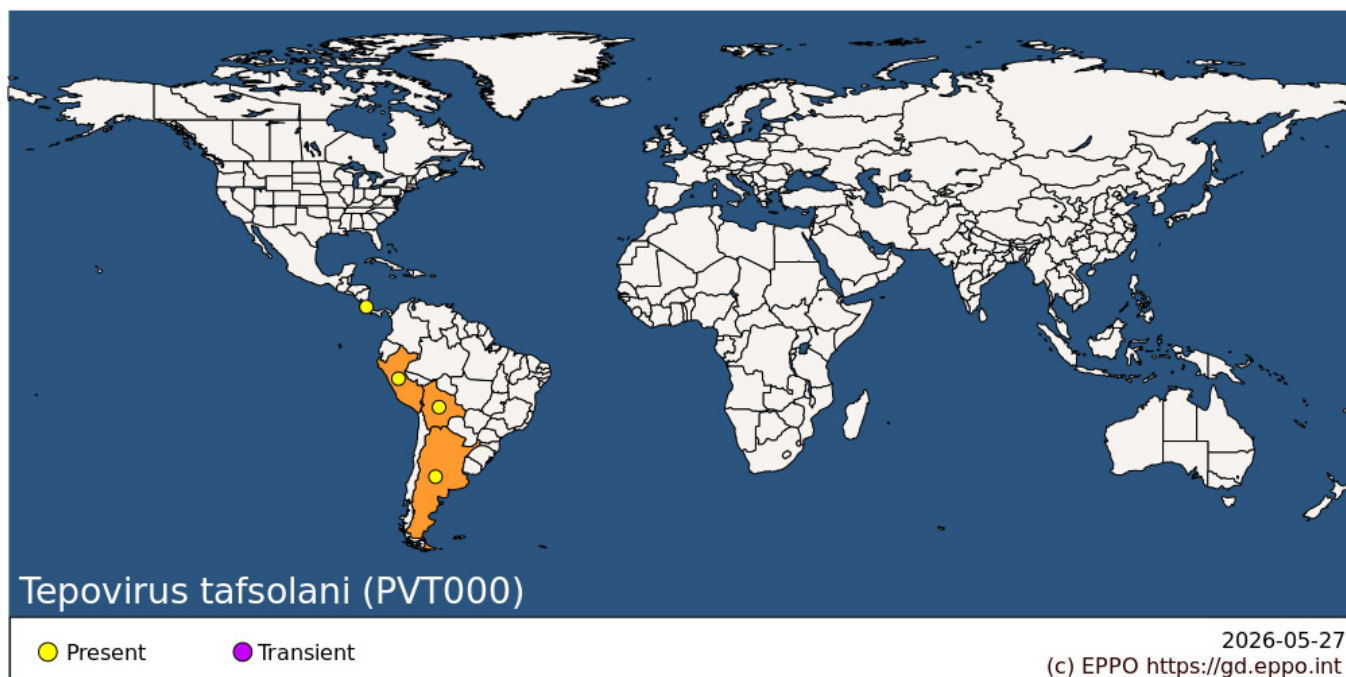 Tepovirus tafsolani (PVT000)
Present
Transient
2026-05-27
(c) EPPO https://gd.eppo.int